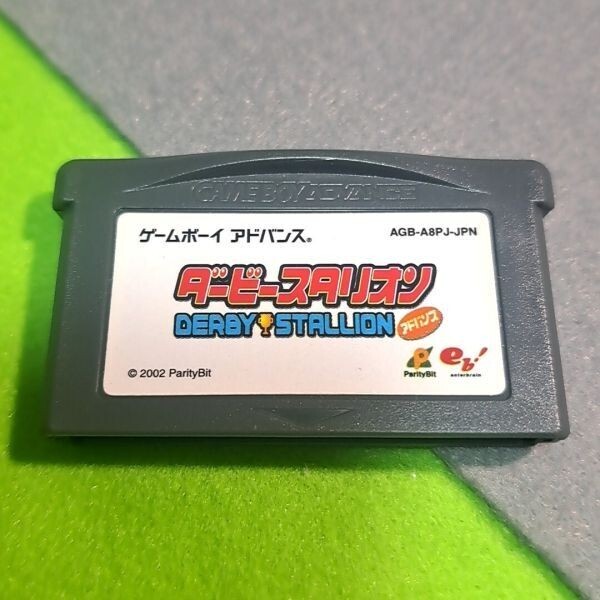 GAME BOY ADVANCE
ゲームボーイ アドバンス®
AGB-A8PJ-JPN
ダービースタリオン
DERBY STALLION
アドバンス
© 2002 ParityBit
ParityBit
eb!
enterbrain